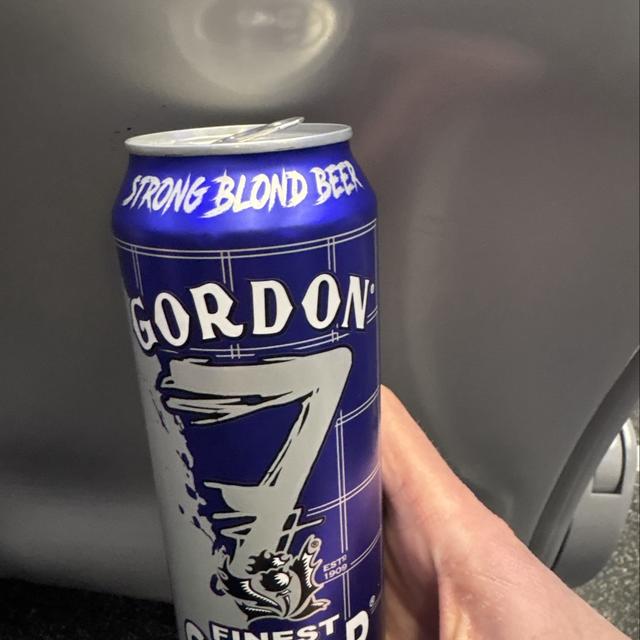 STRONG BLOND BEER
GORDON
7
ESTD
1909
FINEST